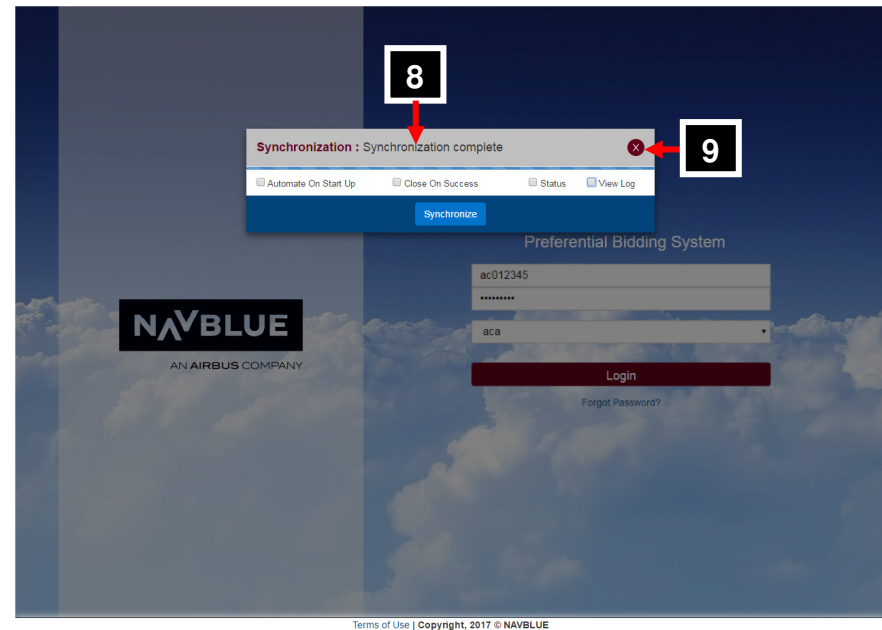 8
Synchronization : Synchronization complete
X
9
Automate On Start Up Close On Success Status View Log
Synchronize
Preferential Bidding System
ac012345
•••••••••
NAVBLUE
aca
AN AIRBUS COMPANY
Login
Forgot Password?
Terms of Use | Copyright, 2017 © NAVBLUE